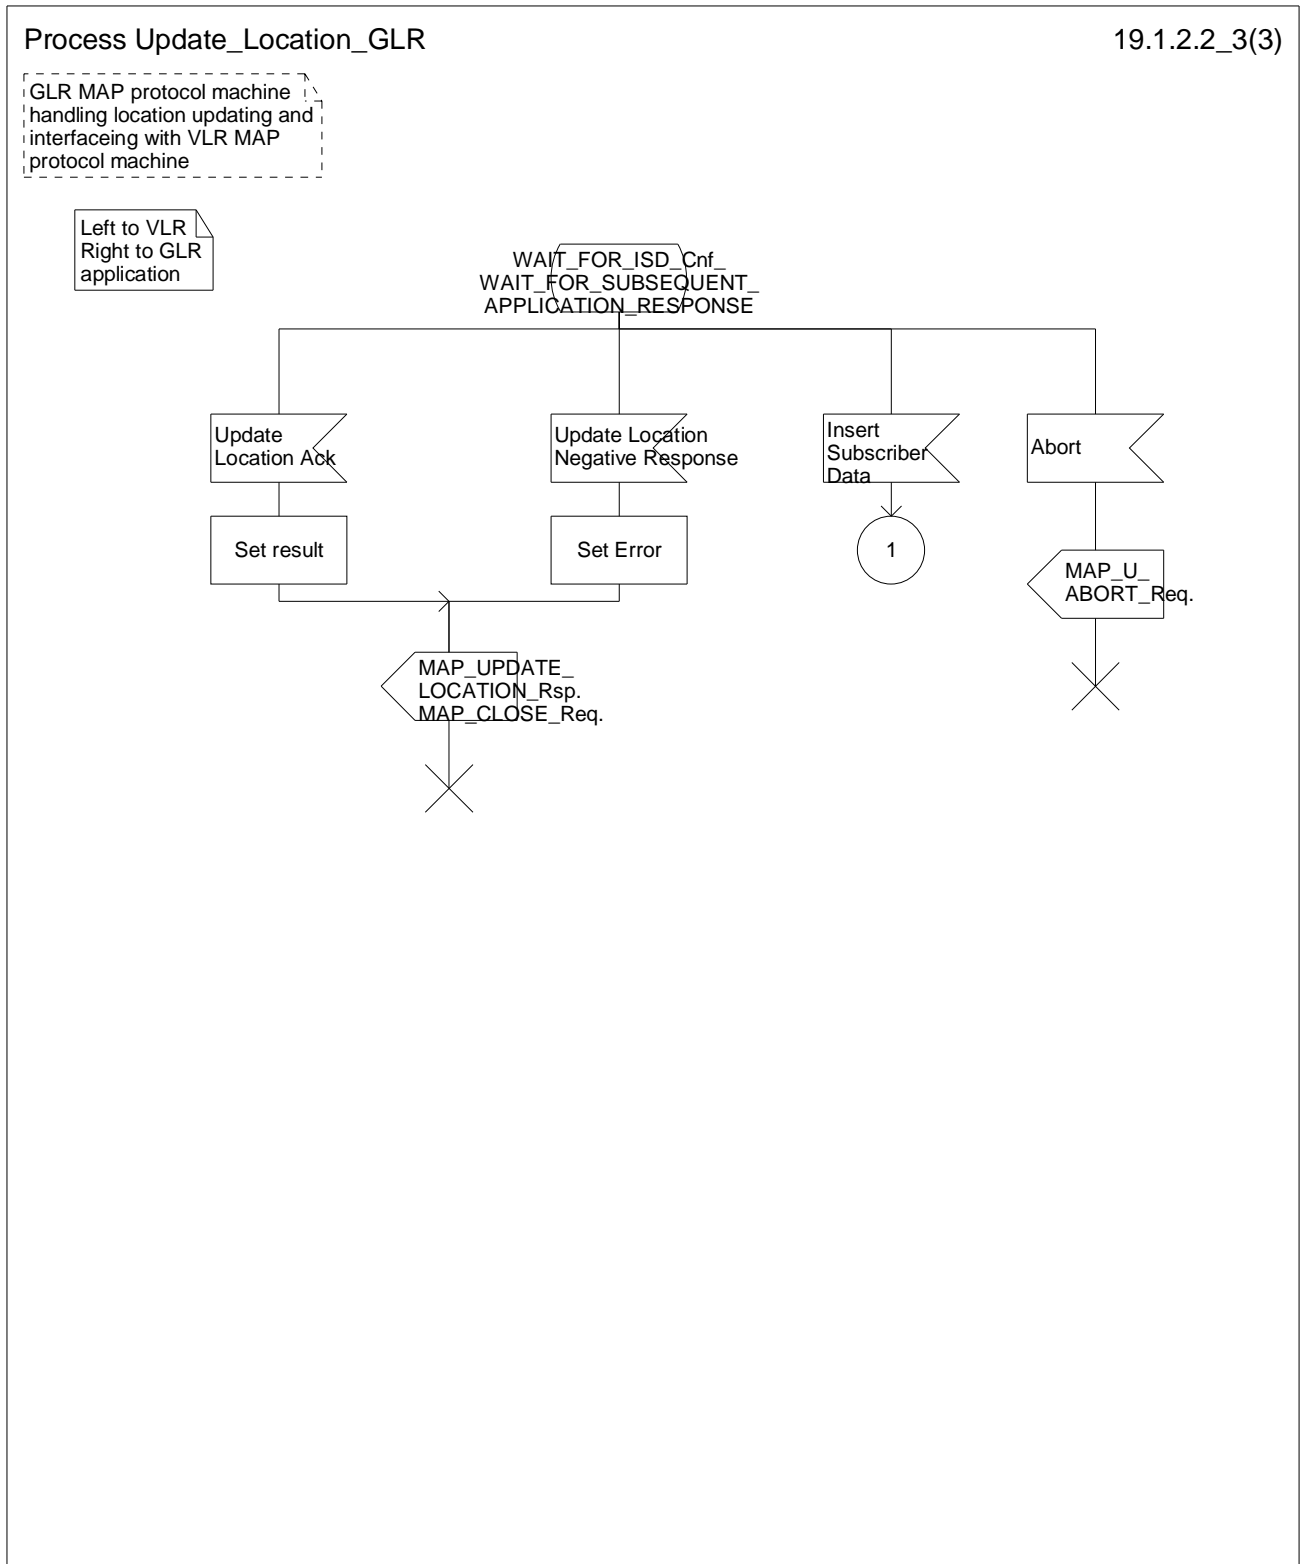 Process Update_Location_GLR
19.1.2.2_3(3)
GLR MAP protocol machine
handling location updating and
interfaceing with VLR MAP
protocol machine
Left to VLR
Right to GLR
application
WAIT_FOR_ISD_Cnf_
WAIT_FOR_SUBSEQUENT_
APPLICATION_RESPONSE
Update
Location Ack
Update Location
Negative Response
Insert
Subscriber
Data
Abort
Set result
Set Error
1
MAP_U_
ABORT_Req.
MAP_UPDATE_
LOCATION_Rsp.
MAP_CLOSE_Req.